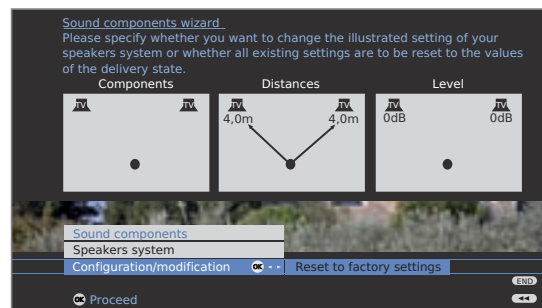 Sound components wizard
Please specify whether you want to change the illustrated setting of your
speakers system or whether all existing settings are to be reset to the values
of the delivery state.
Components Distances Level
TV TV TV TV TV TV
4,0m 4,0m 0dB 0dB
Sound components
Speakers system
Configuration/modification OK Reset to factory settings
END
OK Proceed